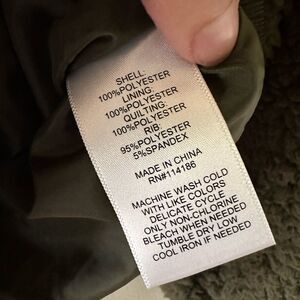 SHELL:
100%POLYESTER
LINING:
100%POLYESTER
QUILTING:
100%POLYESTER
RIB:
95%POLYESTER
5%SPANDEX
MADE IN CHINA
RN#114186
MACHINE WASH COLD
WITH LIKE COLORS
DELICATE CYCLE
ONLY NON-CHLORINE
BLEACH WHEN NEEDED
TUMBLE DRY LOW
COOL IRON IF NEEDED